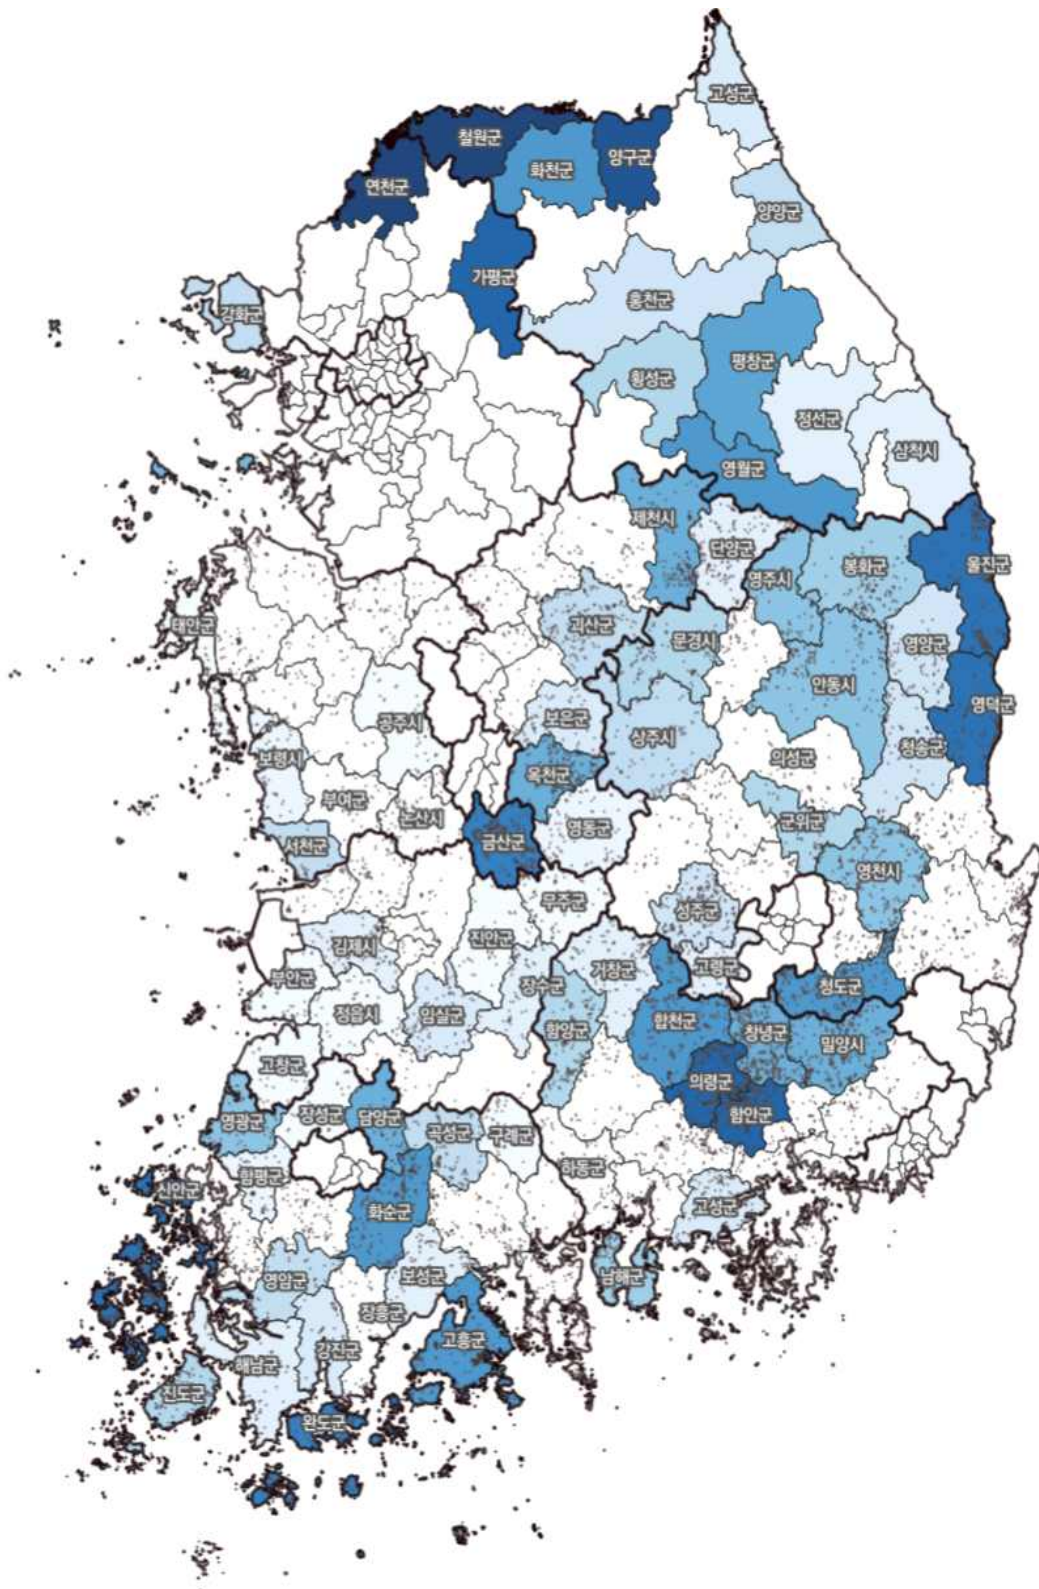 고성군
철원군
양구군
화천군
연천군
양양군
가평군
홍천군
강화군
평창군
횡성군
정선군
삼척시
영월군
제천시
단양군
울진군
봉화군
영주시
태안군
괴산군
문경시
영양군
안동시
영덕군
공주시
보은군
상주시
청송군
보령시
의성군
옥천군
부여군
논산시
군위군
영동군
금산군
서천군
영천시
무주군
성주군
김제시
진안군
거창군
고령군
부안군
장수군
청도군
정읍시
임실군
함양군
합천군
창녕군
밀양시
고창군
의령군
함안군
영광군
장성군
담양군
곡성군
구례군
함평군
하동군
신안군
고성군
화순군
영암군
보성군
남해군
장흥군
고흥군
강진군
해남군
진도군
완도군